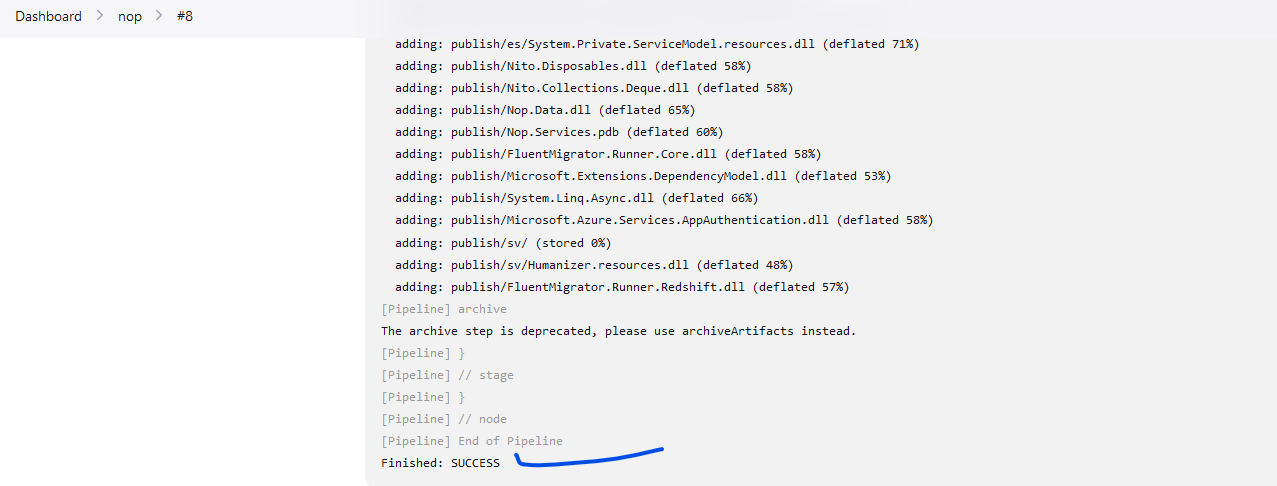 Dashboard > nop > #8
adding: publish/es/System.Private.ServiceModel.resources.dll (deflated 71%)
adding: publish/Nito.Disposables.dll (deflated 58%)
adding: publish/Nito.Collections.Deque.dll (deflated 58%)
adding: publish/Nop.Data.dll (deflated 65%)
adding: publish/Nop.Services.pdb (deflated 60%)
adding: publish/FluentMigrator.Runner.Core.dll (deflated 58%)
adding: publish/Microsoft.Extensions.DependencyModel.dll (deflated 53%)
adding: publish/System.Linq.Async.dll (deflated 66%)
adding: publish/Microsoft.Azure.Services.AppAuthentication.dll (deflated 58%)
adding: publish/sv/ (stored 0%)
adding: publish/sv/Humanizer.resources.dll (deflated 48%)
adding: publish/FluentMigrator.Runner.Redshift.dll (deflated 57%)
[Pipeline] archive
The archive step is deprecated, please use archiveArtifacts instead.
[Pipeline] }
[Pipeline] // stage
[Pipeline] }
[Pipeline] // node
[Pipeline] End of Pipeline
Finished: SUCCESS